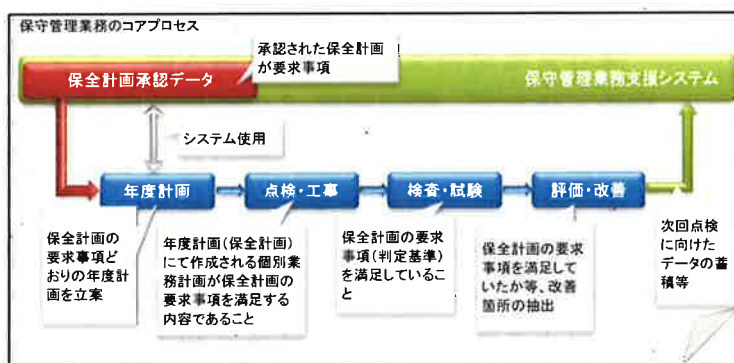 保守管理業務のコアプロセス
承認された保全計画
が要求事項
保全計画承認データ
保守管理業務支援システム
システム使用
年度計画
点検・工事
検査・試験
評価・改善
保全計画の
要求事項ど
おりの年度計
画を立案
年度計画(保全計画)
にて作成される個別業
務計画が保全計画の
要求事項を満足する
内容であること
保全計画の要求
事項(判定基準)
を満足しているこ
と
保全計画の要求
事項を満足して
いたか等、改善
箇所の抽出
次回点検
に向けた
データの蓄
積等